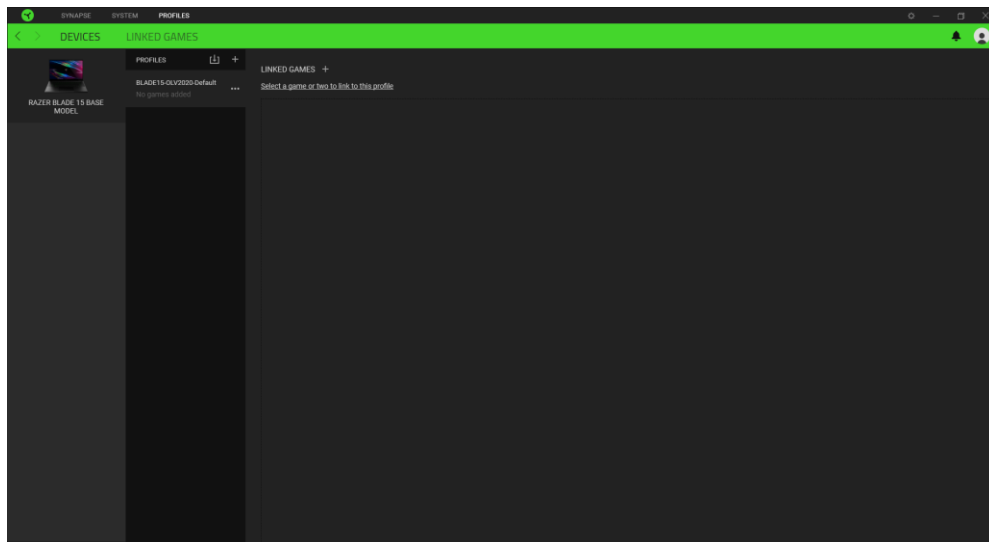 SYNAPSE SYSTEM PROFILES
DEVICES LINKED GAMES
RAZER BLADE 15 BASE
MODEL
PROFILES
BLADE15-OLV2020-Default
No games added
LINKED GAMES +
Select a game or two to link to this profile